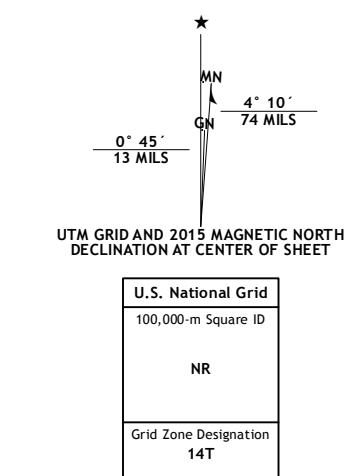 ★
MN
4° 10´
74 MILS
GN
0° 45´
13 MILS
UTM GRID AND 2015 MAGNETIC NORTH
DECLINATION AT CENTER OF SHEET
U.S. National Grid
100,000-m Square ID
NR
Grid Zone Designation
14T